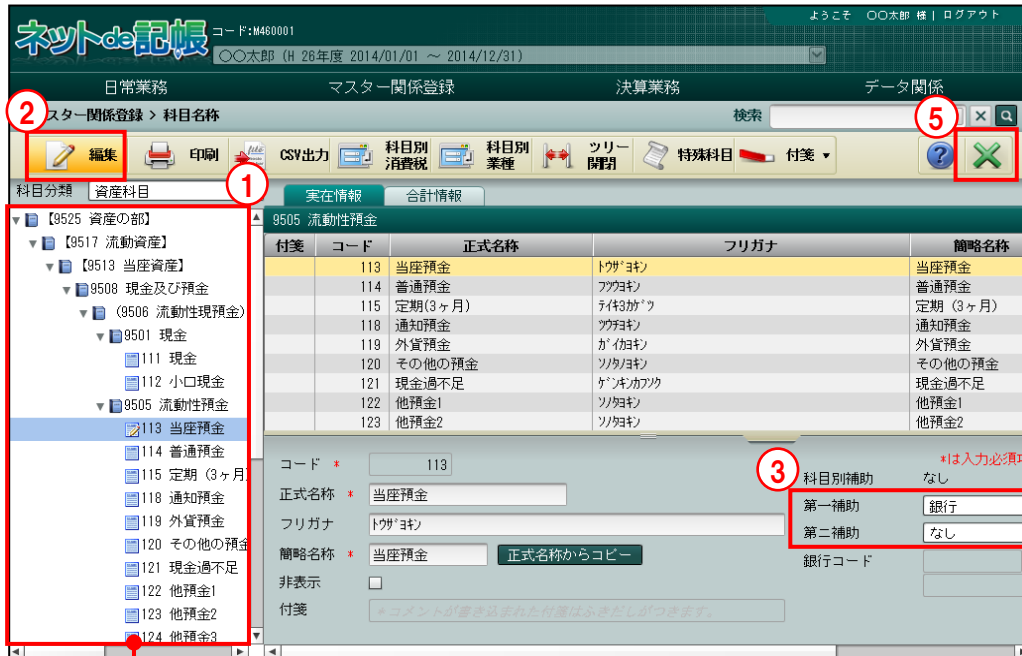 ようこそ 〇〇太郎 様 | ログアウト
ネットde記帳 コード:M460001
〇〇太郎 (H 26年度 2014/01/01 ～ 2014/12/31)
日常業務 マスター関係登録 決算業務 データ関係
② スター関係登録 > 科目名称 検索 ⑤
編集 印刷 CSV出力 科目別消費税 科目別業種 ツリー開閉 特殊科目 付箋 ▼
科目分類 資産科目 ① 実在情報 合計情報
【9525 資産の部】
【9517 流動資産】
【9513 当座資産】
9508 現金及び預金
(9506 流動性現預金)
9501 現金
111 現金
112 小口現金
9505 流動性預金
113 当座預金
114 普通預金
115 定期 (3ヶ月
118 通知預金
119 外貨預金
120 その他の預金
121 現金過不足
122 他預金1
123 他預金2
124 他預金3
9505 流動性預金
付箋 コード 正式名称 フリガナ 簡略名称
113 当座預金 ﾄｳｻﾞﾖｷﾝ 当座預金
114 普通預金 ﾌﾂｳﾖｷﾝ 普通預金
115 定期(3ヶ月) ﾃｲｷ3ｶｹﾞﾂ 定期 (3ヶ月)
118 通知預金 ﾂｳﾁﾖｷﾝ 通知預金
119 外貨預金 ｶﾞｲｶﾖｷﾝ 外貨預金
120 その他の預金 ｿﾉﾀﾉﾖｷﾝ その他の預金
121 現金過不足 ｹﾞﾝｷﾝｶﾌﾞｿｸ 現金過不足
122 他預金1 ｿﾉﾀﾖｷﾝ 他預金1
123 他預金2 ｿﾉﾀﾖｷﾝ 他預金2
*は入力必須
コード * 113
正式名称 * 当座預金
フリガナ ﾄｳｻﾞﾖｷﾝ
簡略名称 * 当座預金 正式名称からコピー
非表示
付箋 *コメントが書き込まれた付箋はふきだしがつきます。
③ 科目別補助 なし
第一補助 銀行
第二補助 なし
銀行コード